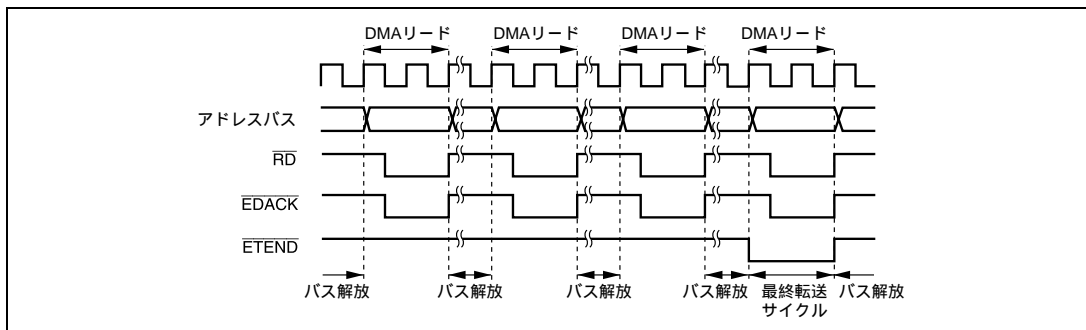 DMAリード DMAリード DMAリード DMAリード
アドレスバス
RD
EDACK
ETEND
バス解放 バス解放 バス解放 バス解放 最終転送サイクル バス解放